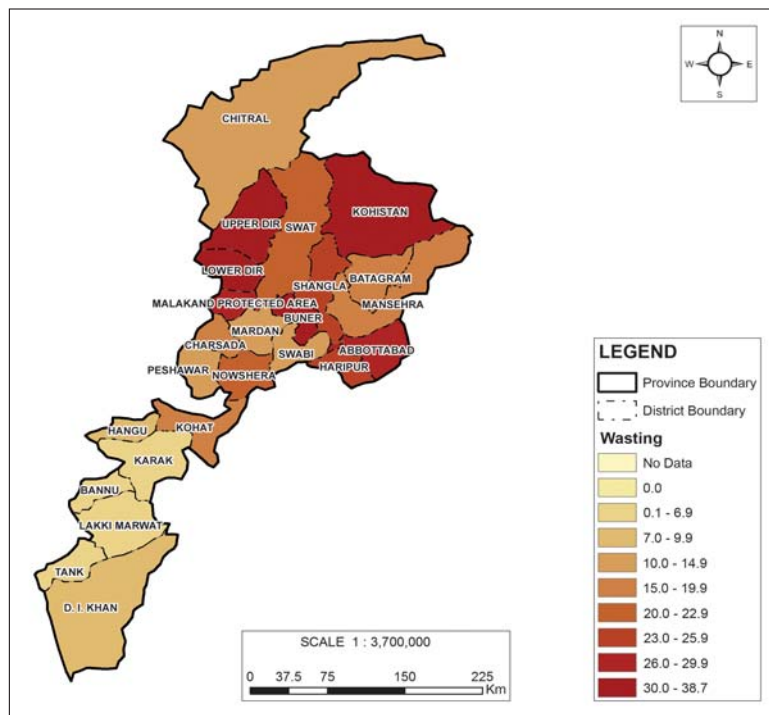 N
W E
S
CHITRAL
KOHISTAN
UPPER DIR
SWAT
LOWER DIR
BATAGRAM
SHANGLA
MALAKAND PROTECTED AREA
MANSEHRA
BUNER
MARDAN
CHARSADA
SWABI
ABBOTTABAD
PESHAWAR
HARIPUR
NOWSHERA
HANGU
KOHAT
KARAK
BANNU
LAKKI MARWAT
TANK
D. I. KHAN
LEGEND
Province Boundary
District Boundary
Wasting
No Data
0.0
0.1 - 6.9
7.0 - 9.9
10.0 - 14.9
15.0 - 19.9
20.0 - 22.9
23.0 - 25.9
26.0 - 29.9
30.0 - 38.7
SCALE 1 : 3,700,000
0 37.5 75 150 225
Km